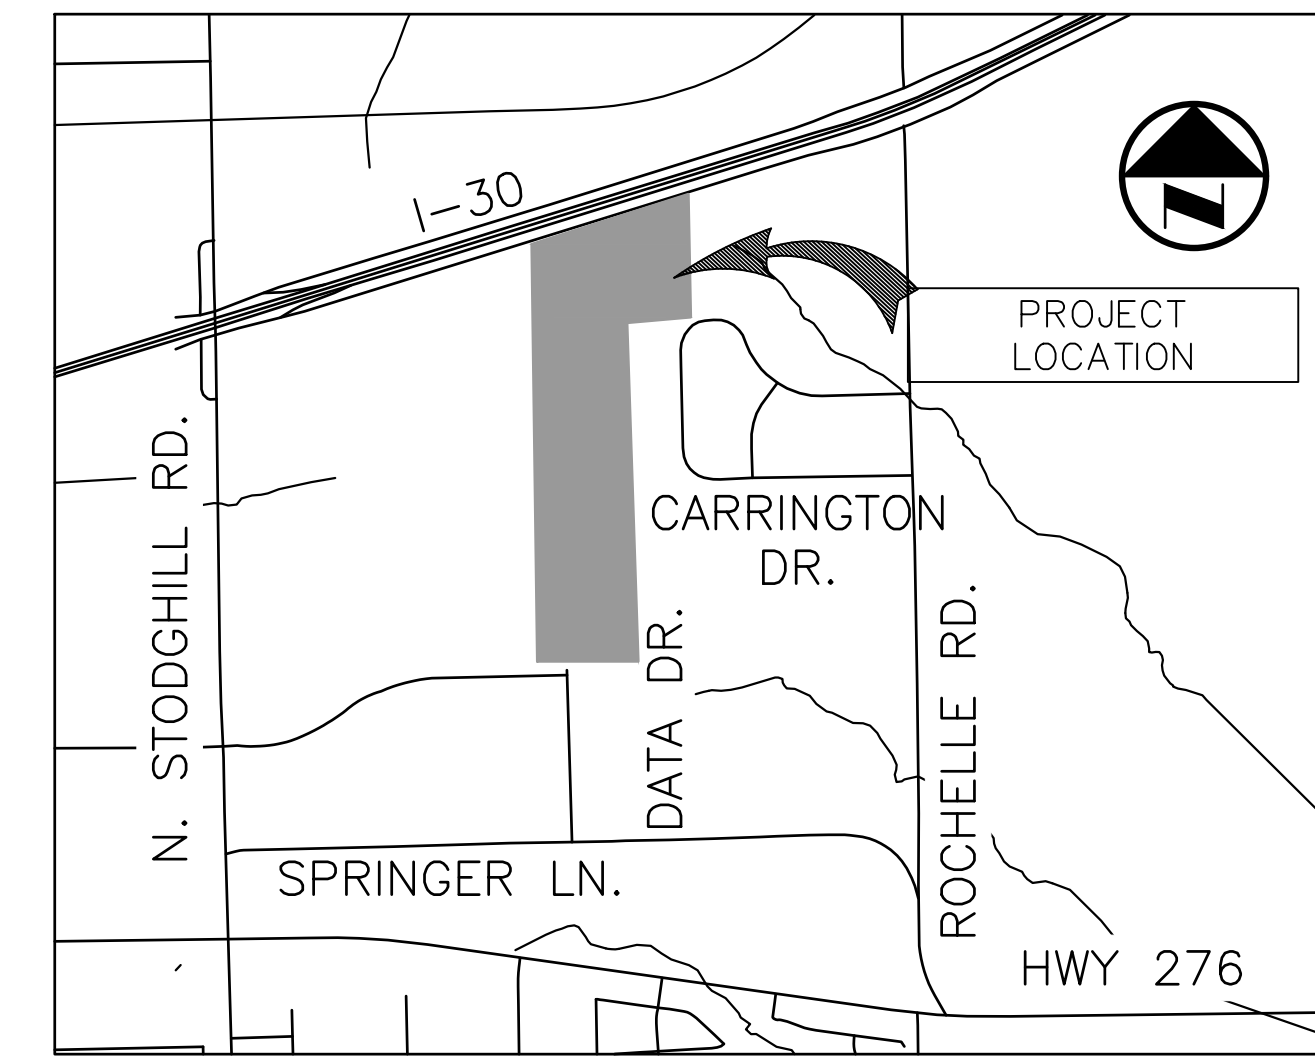 I-30
PROJECT
LOCATION
N. STODGHILL RD.
CARRINGTON
DR.
DATA DR.
ROCHELLE RD.
SPRINGER LN.
HWY 276
N